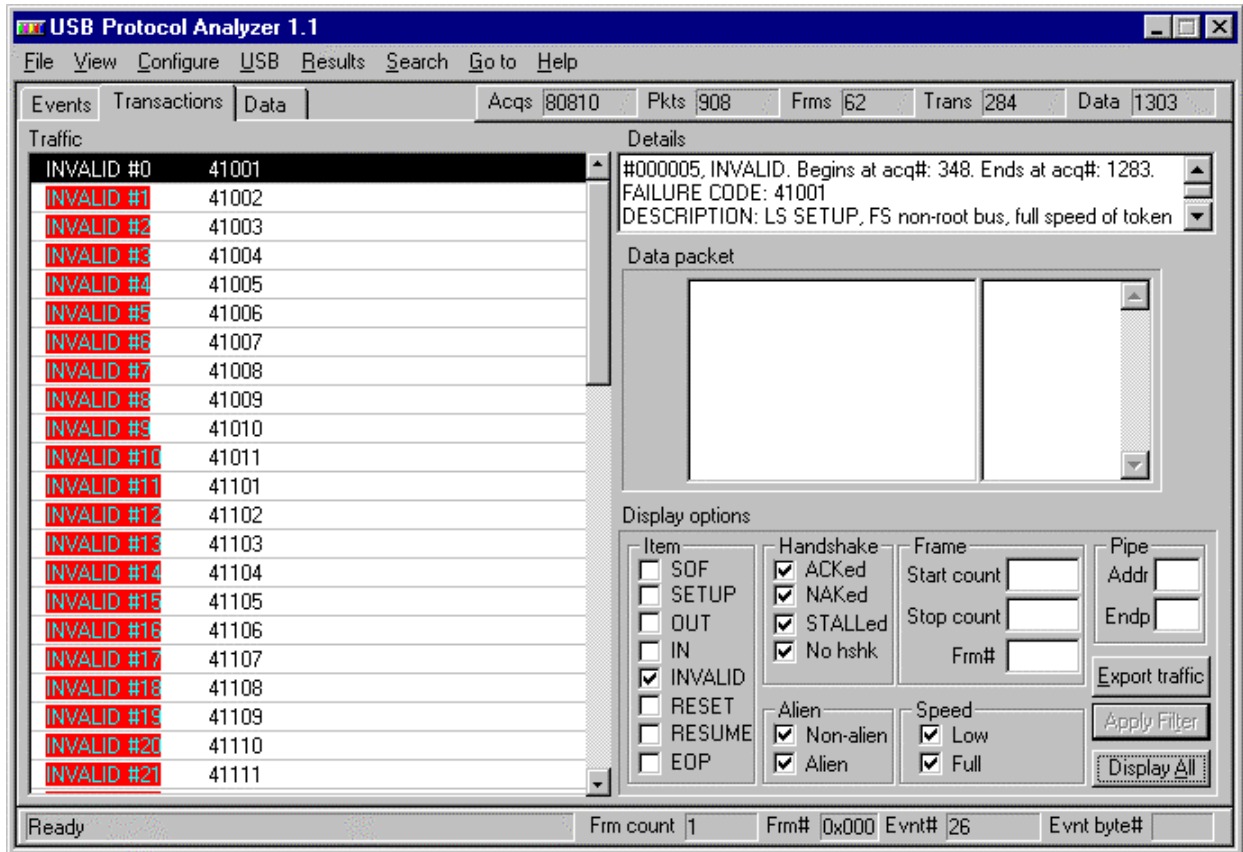 USB Protocol Analyzer 1.1
File View Configure USB Results Search Go to Help
Events Transactions Data Acqs 80810 Pkts 908 Frms 62 Trans 284 Data 1303
Traffic
INVALID #0 41001
INVALID #1 41002
INVALID #2 41003
INVALID #3 41004
INVALID #4 41005
INVALID #5 41006
INVALID #6 41007
INVALID #7 41008
INVALID #8 41009
INVALID #9 41010
INVALID #10 41011
INVALID #11 41101
INVALID #12 41102
INVALID #13 41103
INVALID #14 41104
INVALID #15 41105
INVALID #16 41106
INVALID #17 41107
INVALID #18 41108
INVALID #19 41109
INVALID #20 41110
INVALID #21 41111
Details
#000005, INVALID. Begins at acq#: 348. Ends at acq#: 1283.
FAILURE CODE: 41001
DESCRIPTION: LS SETUP, FS non-root bus, full speed of token
Data packet
Display options
Item
SOF
SETUP
OUT
IN
INVALID
RESET
RESUME
EOP
Handshake
ACKed
NAKed
STALLed
No hshk
Alien
Non-alien
Alien
Frame
Start count
Stop count
Frm#
Speed
Low
Full
Pipe
Addr
Endp
Export traffic
Apply Filter
Display All
Ready Frm count 1 Frm# 0x000 Evnt# 26 Evnt byte#